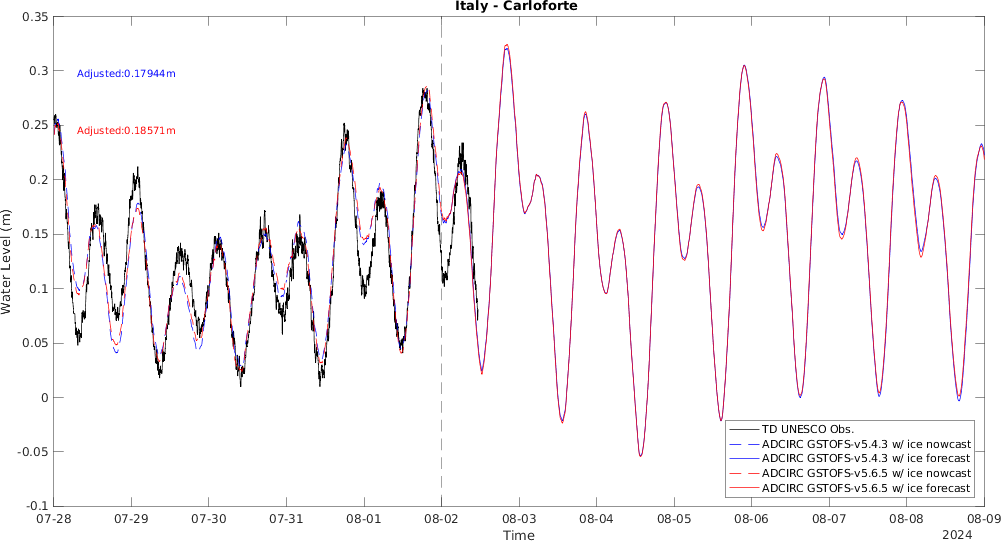 Italy - Carloforte
0.35
0.3
0.25
0.2
0.15
0.1
0.05
0
-0.05
-0.1
Water Level (m)
Adjusted:0.17944m
Adjusted:0.18571m
TD UNESCO Obs.
ADCIRC GSTOFS-v5.4.3 w/ ice nowcast
ADCIRC GSTOFS-v5.4.3 w/ ice forecast
ADCIRC GSTOFS-v5.6.5 w/ ice nowcast
ADCIRC GSTOFS-v5.6.5 w/ ice forecast
07-28 07-29 07-30 07-31 08-01 08-02 08-03 08-04 08-05 08-06 08-07 08-08 08-09
Time
2024